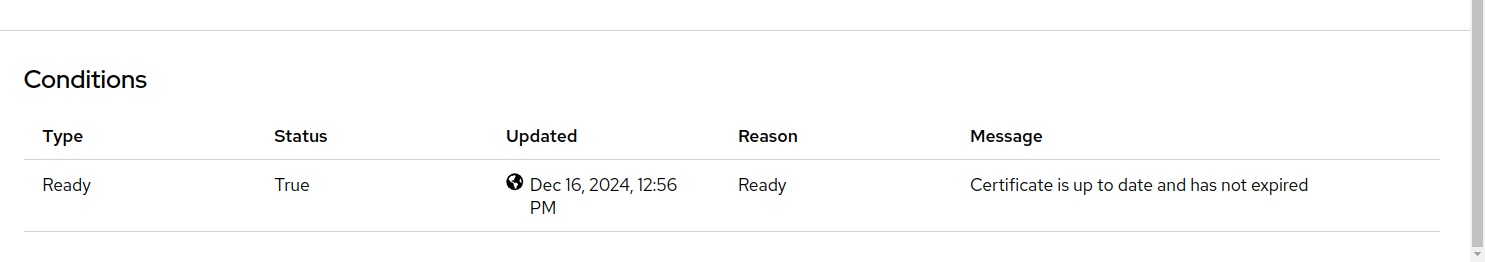 Conditions
Type Status Updated Reason Message
Ready True Dec 16, 2024, 12:56 Ready Certificate is up to date and has not expired
PM